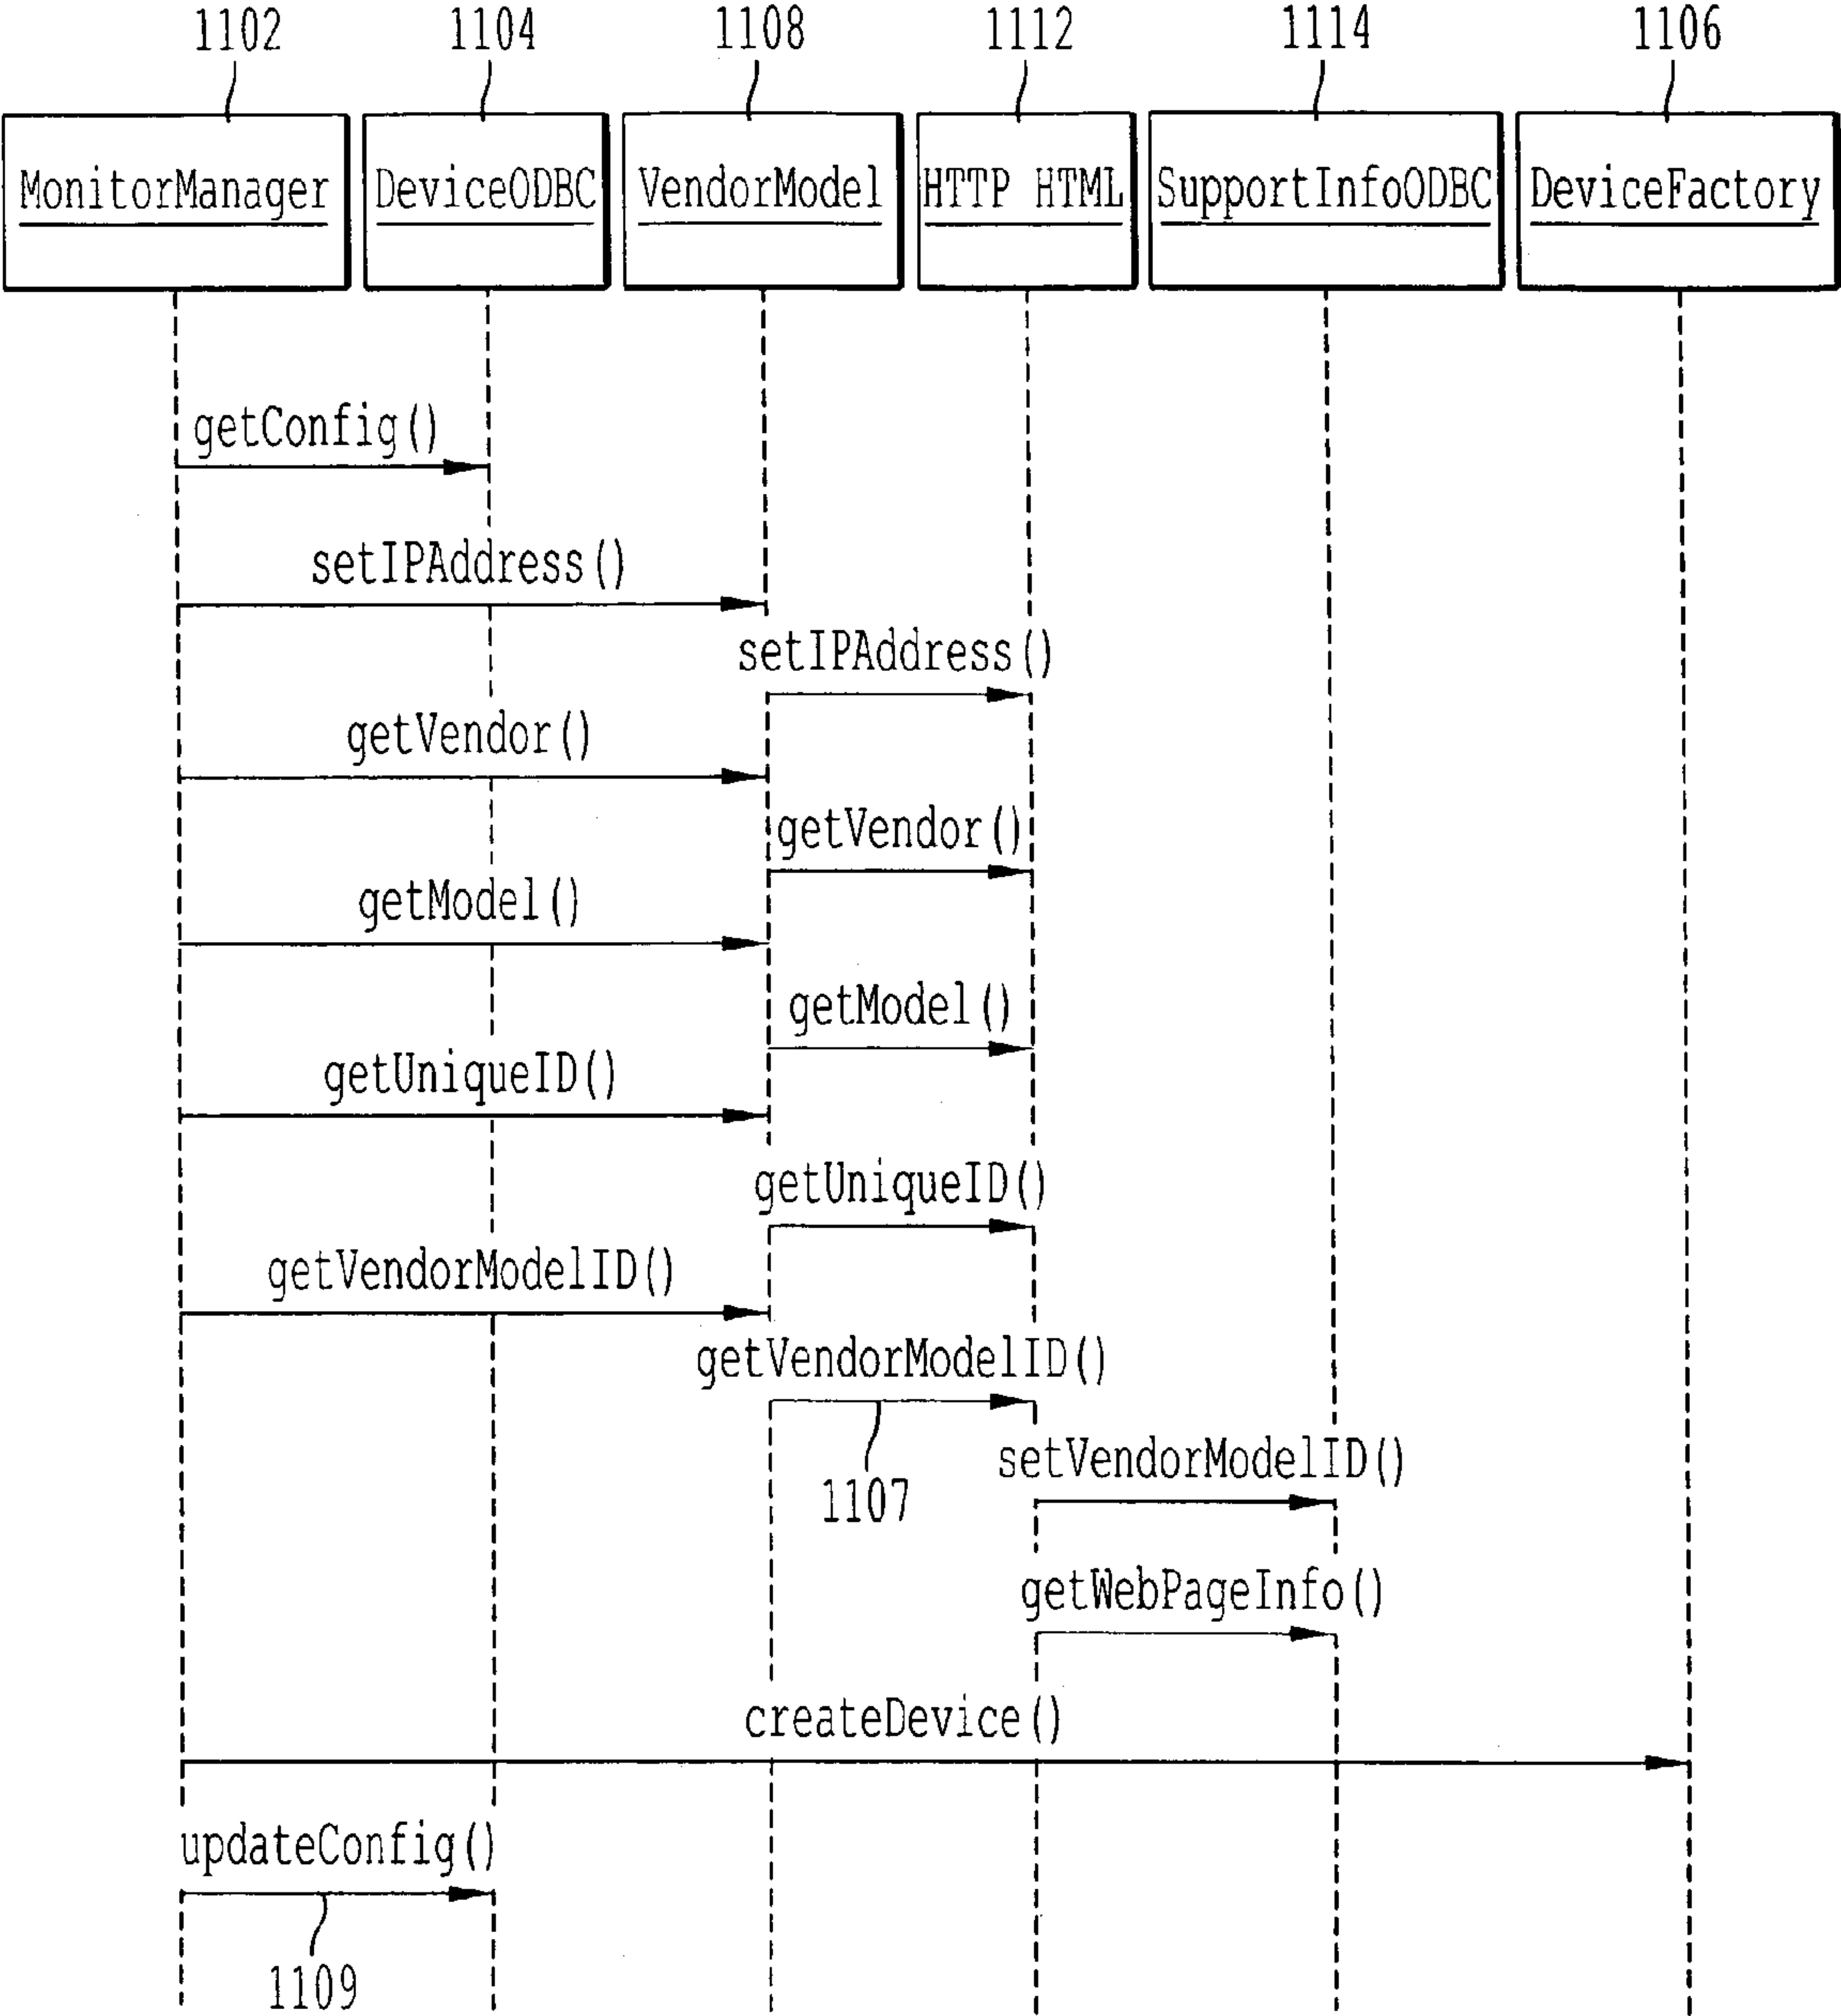 1102 1104 1108 1112 1114 1106
MonitorManager DeviceODBC VendorModel HTTP HTML SupportInfoODBC DeviceFactory
getConfig()
setIPAddress()
setIPAddress()
getVendor()
getVendor()
getModel()
getModel()
getUniqueID()
getUniqueID()
getVendorModelID()
getVendorModelID()
setVendorModelID()
1107
getWebPageInfo()
createDevice()
updateConfig()
1109